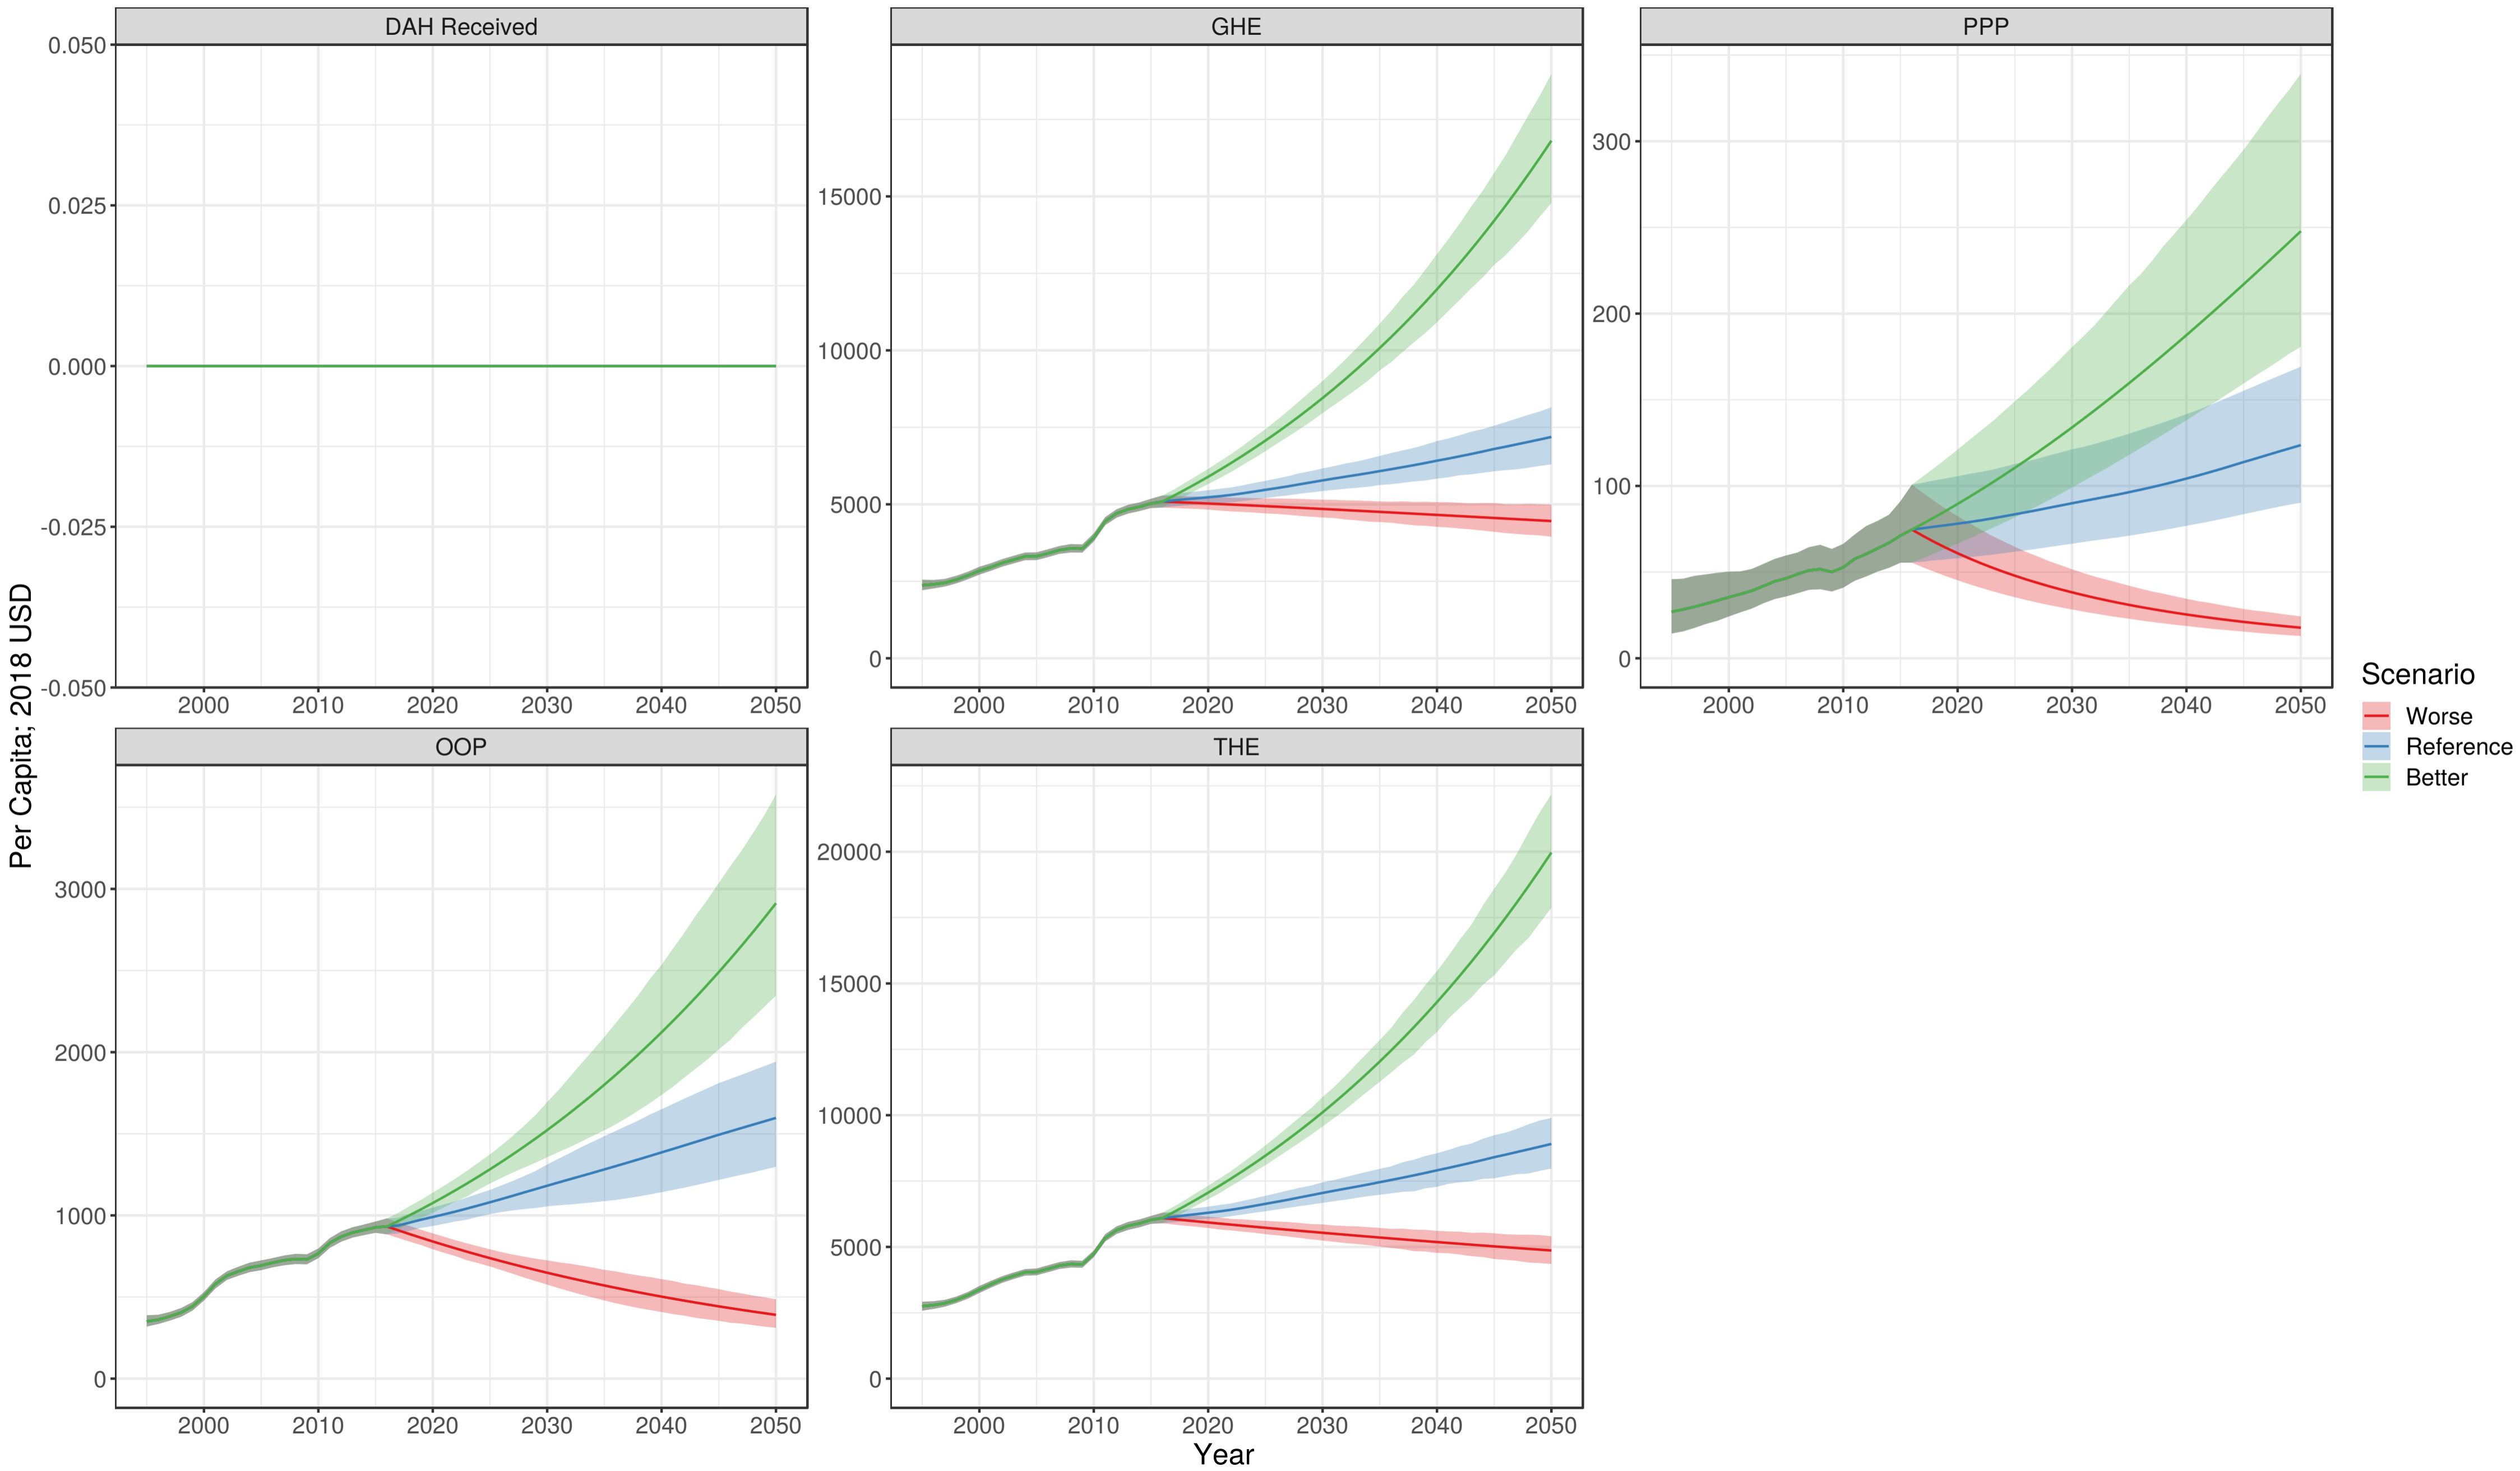 DAH Received
GHE
PPP
0.050
0.025
0.000
-0.025
-0.050
15000
10000
5000
0
300
200
100
0
2000 2010 2020 2030 2040 2050
2000 2010 2020 2030 2040 2050
2000 2010 2020 2030 2040 2050
OOP
THE
3000
2000
1000
0
20000
15000
10000
5000
0
2000 2010 2020 2030 2040 2050
2000 2010 2020 2030 2040 2050
Year
Per Capita; 2018 USD
Scenario
Worse
Reference
Better